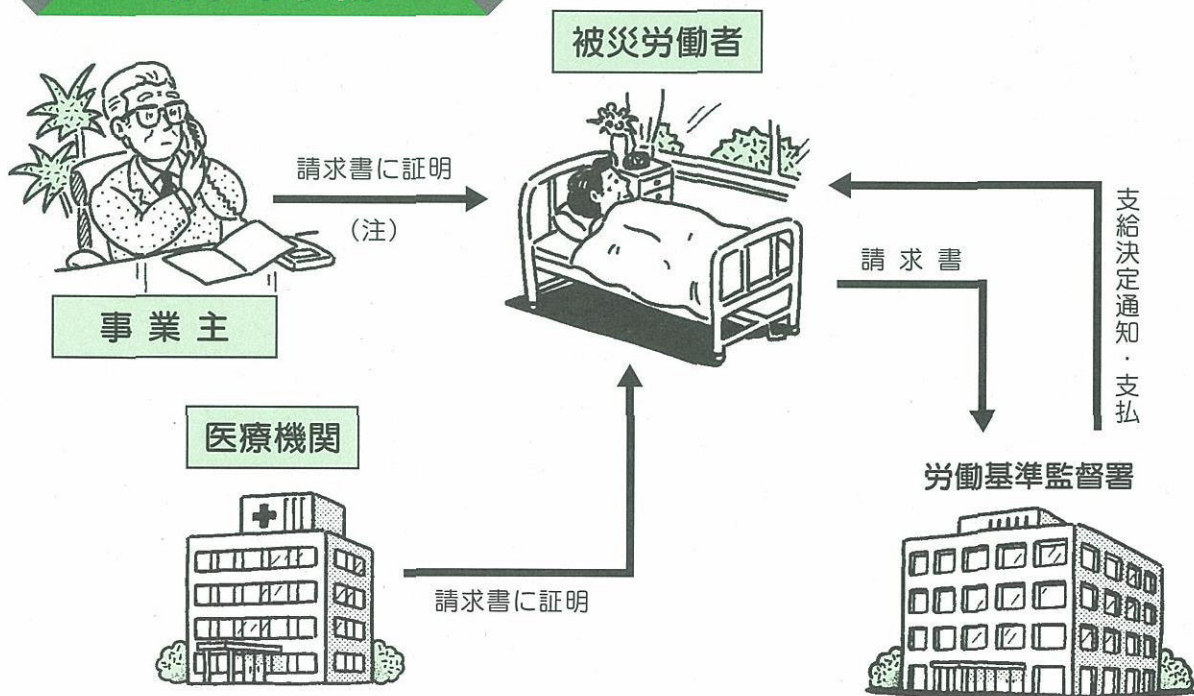 被災労働者
請求書に証明
(注)
事業主
請求書
支給決定通知・支払
医療機関
請求書に証明
労働基準監督署